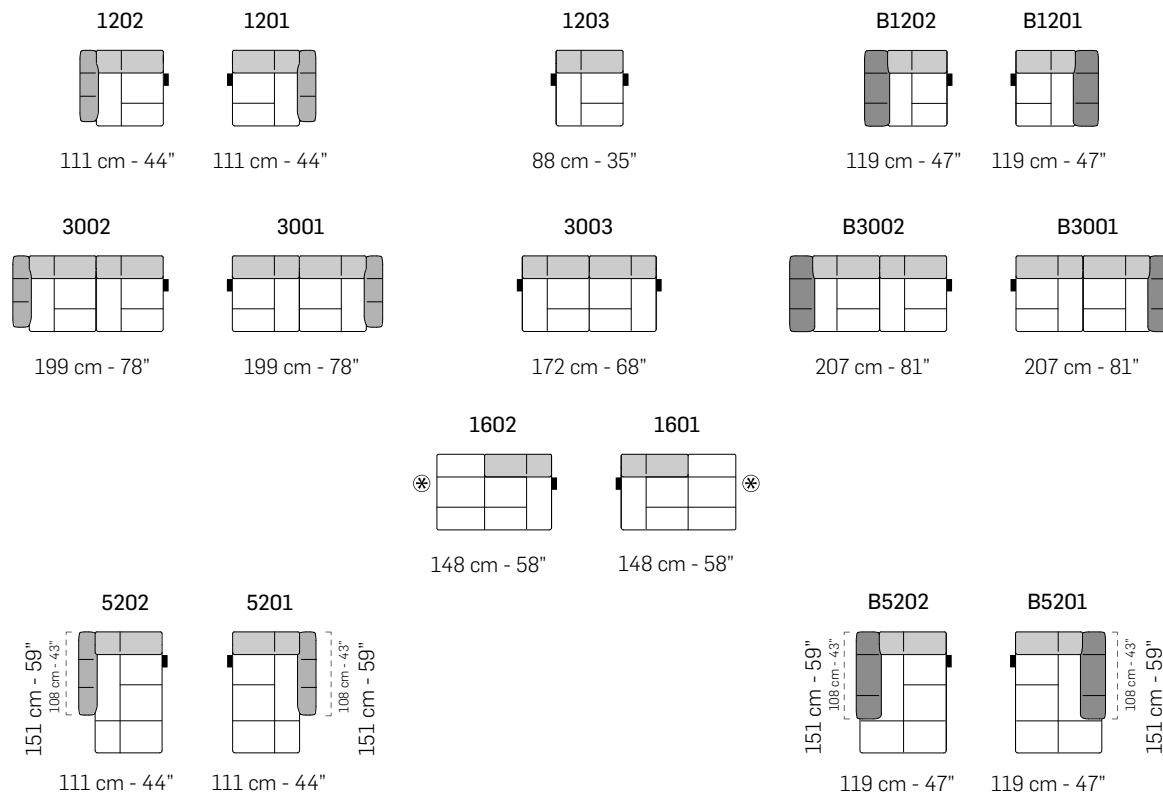 1202 1201 1203 B1202 B1201
111 cm - 44" 111 cm - 44" 88 cm - 35" 119 cm - 47" 119 cm - 47"
3002 3001 3003 B3002 B3001
199 cm - 78" 199 cm - 78" 172 cm - 68" 207 cm - 81" 207 cm - 81"
1602 1601
148 cm - 58" 148 cm - 58"
5202 5201 B5202 B5201
151 cm - 59" 108 cm - 43" 108 cm - 43" 151 cm - 59" 151 cm - 59" 108 cm - 43" 108 cm - 43" 151 cm - 59"
111 cm - 44" 111 cm - 44" 119 cm - 47" 119 cm - 47"